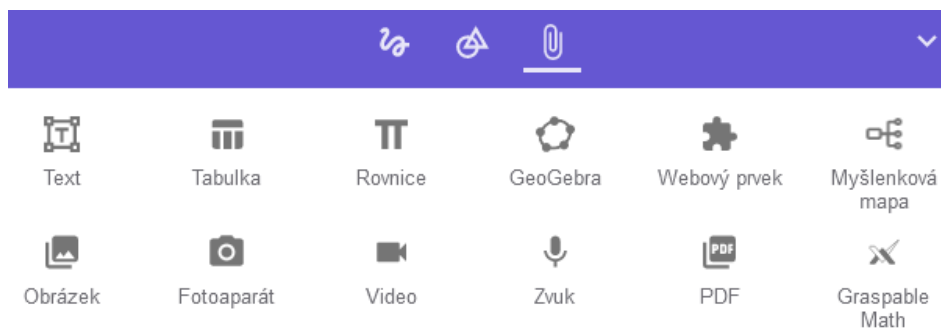 Text Tabulka Rovnice GeoGebra Webový prvek Myšlenková
mapa
Obrázek Fotoaparát Video Zvuk PDF Graspable
Math